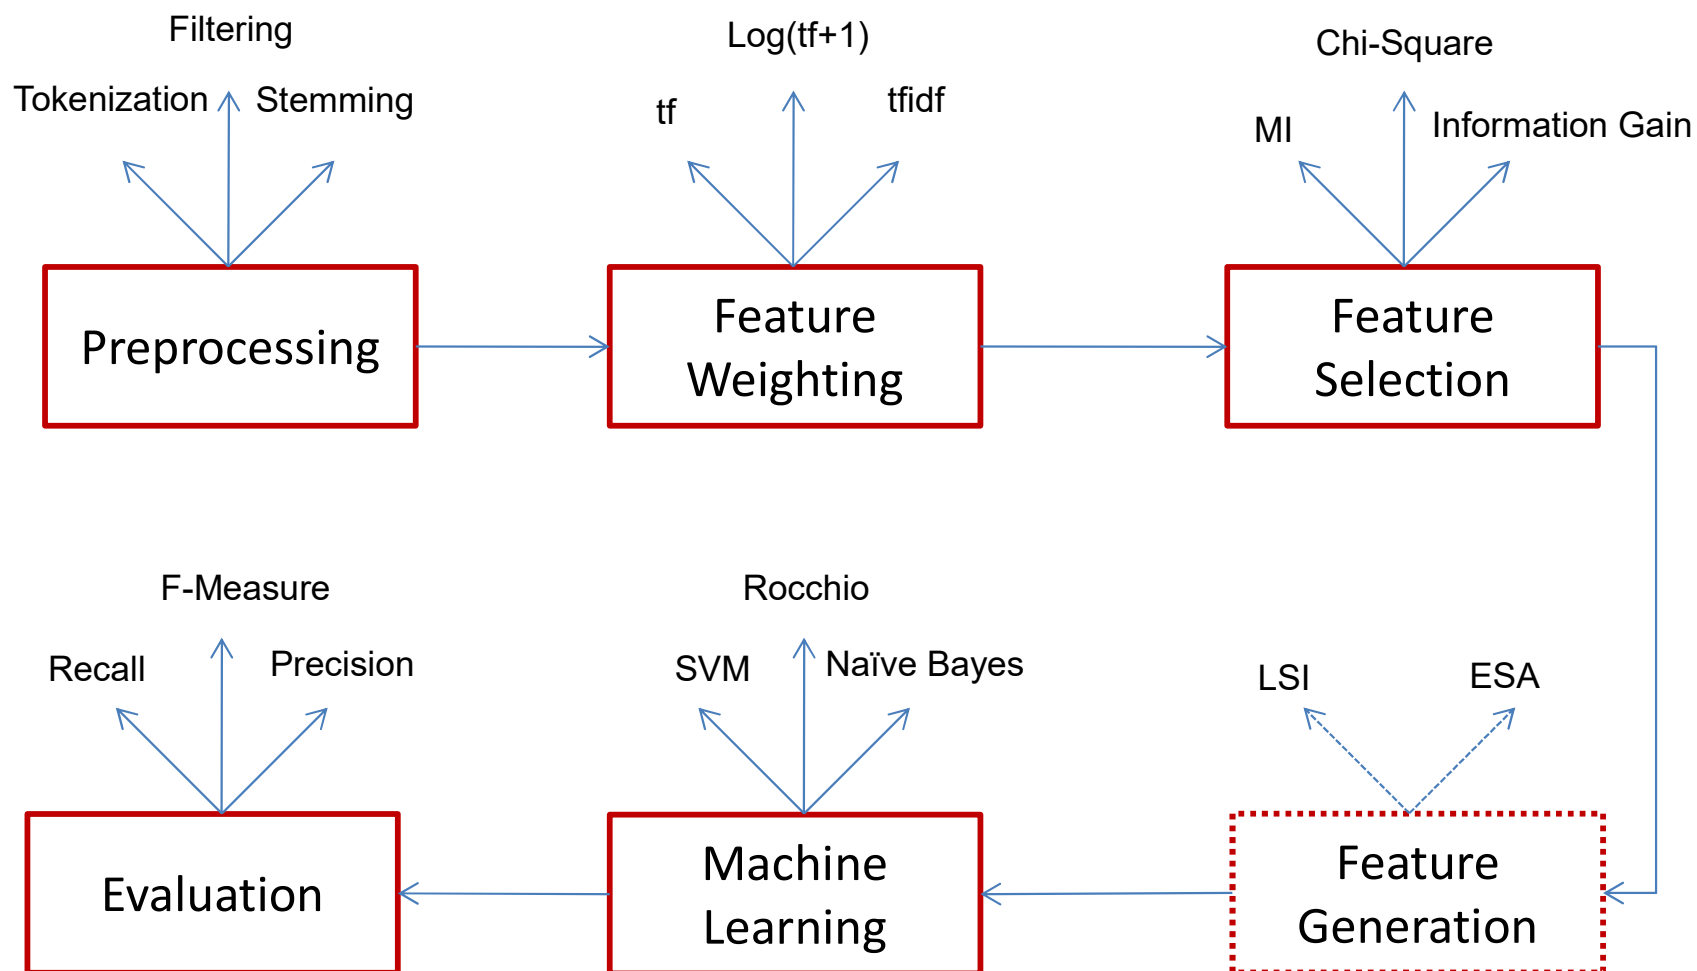 Filtering
Tokenization
Stemming
Log(tf+1)
tf
tfidf
Chi-Square
MI
Information Gain
Preprocessing
Feature
Weighting
Feature
Selection
F-Measure
Recall
Precision
Rocchio
SVM
Naïve Bayes
LSI
ESA
Evaluation
Machine
Learning
Feature
Generation